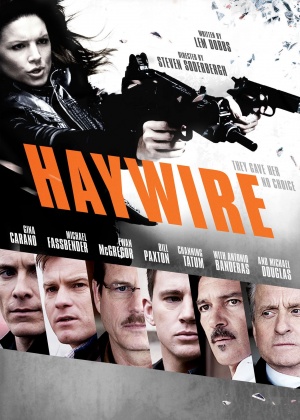 WRITTEN BY
LEM DOBBS
DIRECTED BY
STEVEN SODERBERGH
HAYWIRE
THEY GAVE HER
NO CHOICE
GINA
CARANO
MICHAEL
FASSBENDER
EWAN
McGREGOR
BILL
PAXTON
CHANNING
TATUM
WITH ANTONIO
BANDERAS
AND MICHAEL
DOUGLAS